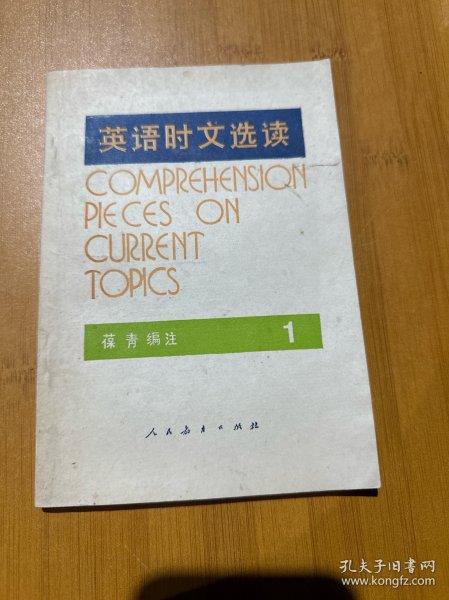 英语时文选读
COMPREHENSION
PIECES ON
CURRENT
TOPICS
葆青编注 1
人民教育出版社
孔夫子旧书网
www.kongfz.com